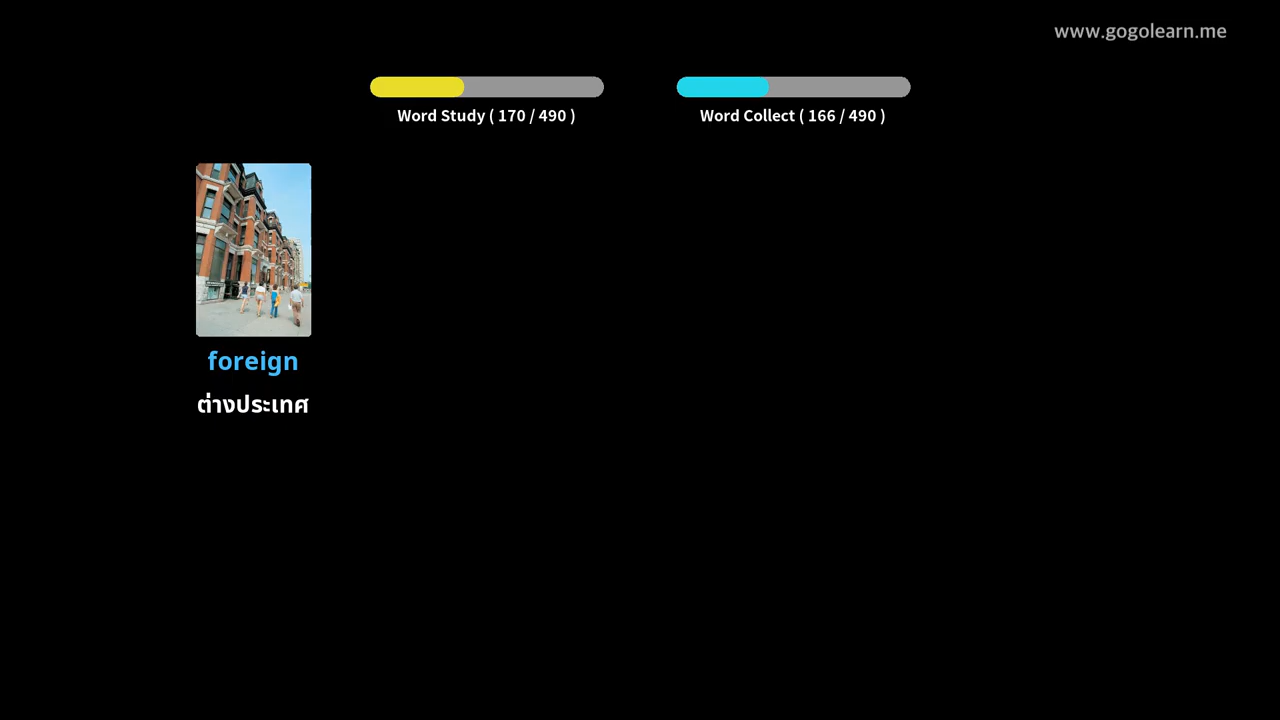 www.gogolearn.me
Word Study ( 170 / 490 )
Word Collect ( 166 / 490 )
foreign
ต่างประเทศ